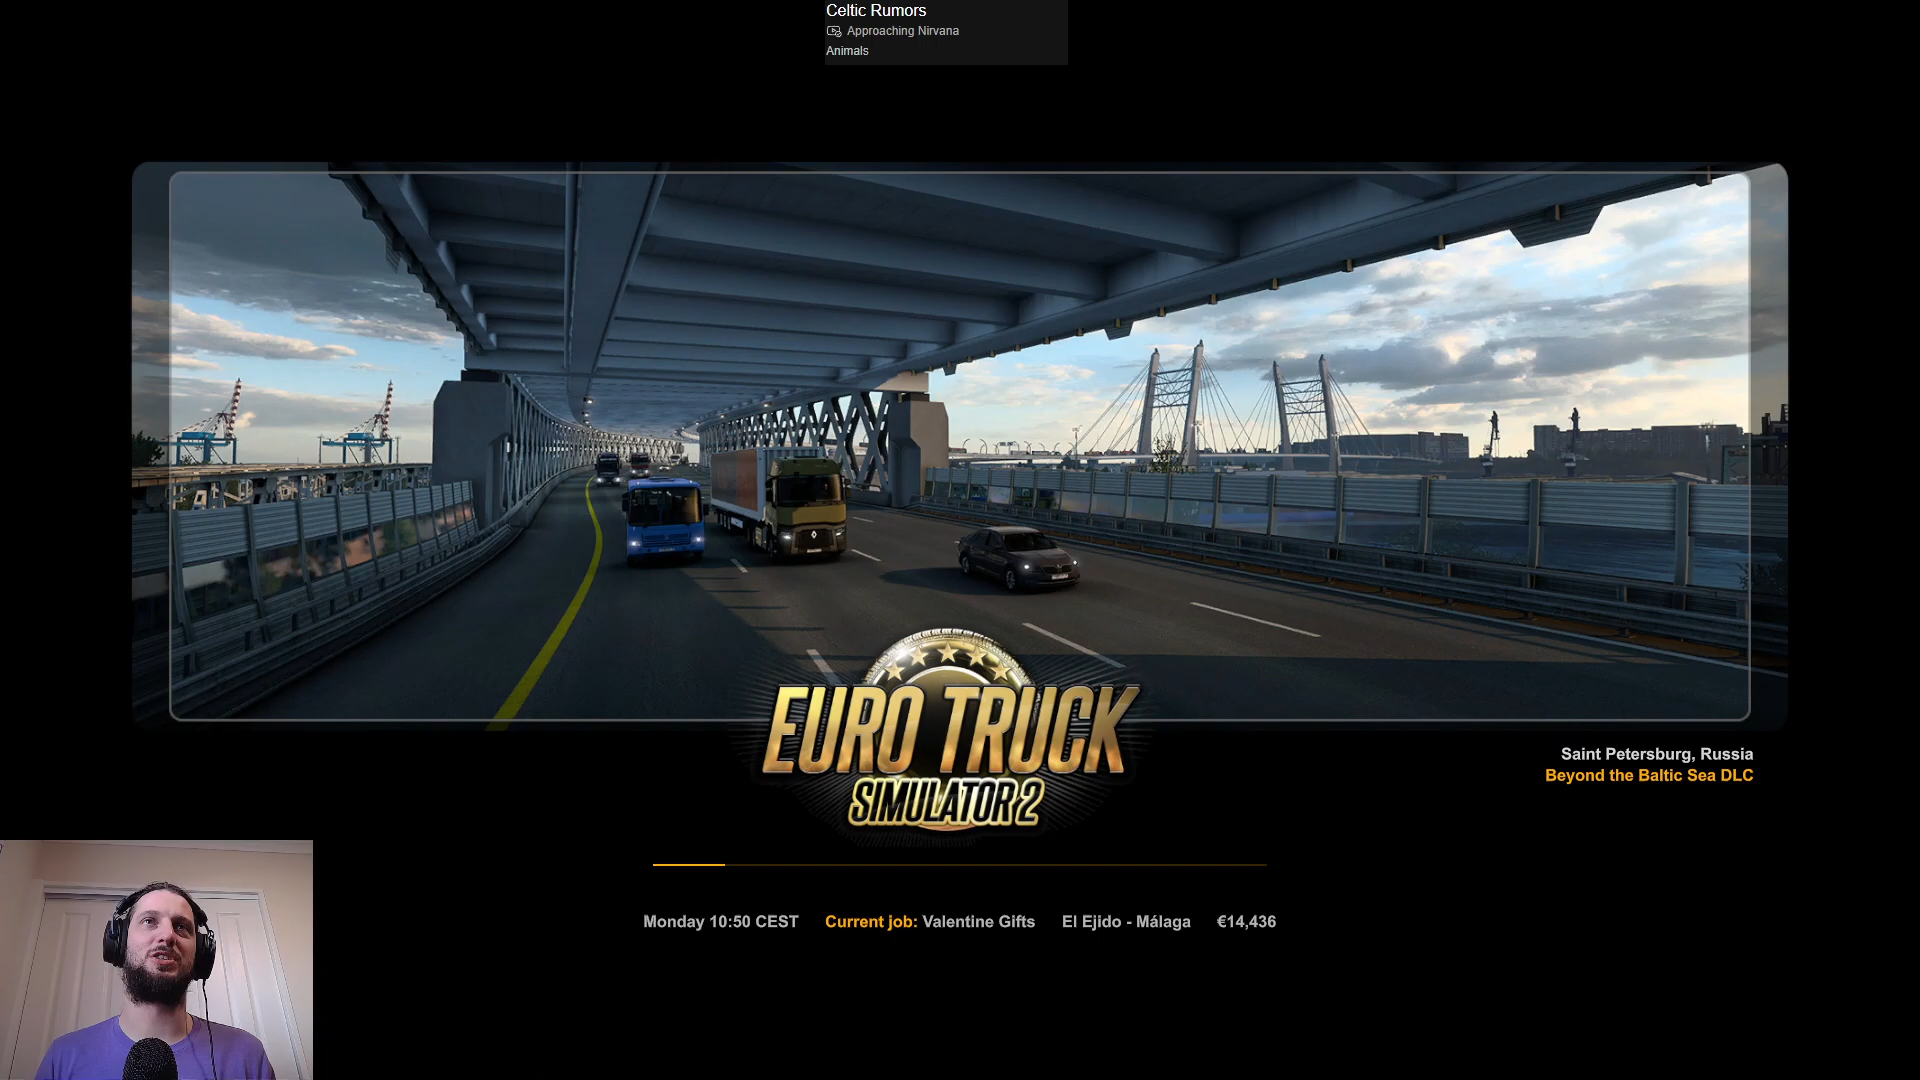 Celtic Rumors
Approaching Nirvana
Animals
EURO TRUCK
SIMULATOR 2
Saint Petersburg, Russia
Beyond the Baltic Sea DLC
Monday 10:50 CEST Current job: Valentine Gifts El Ejido - Málaga €14,436